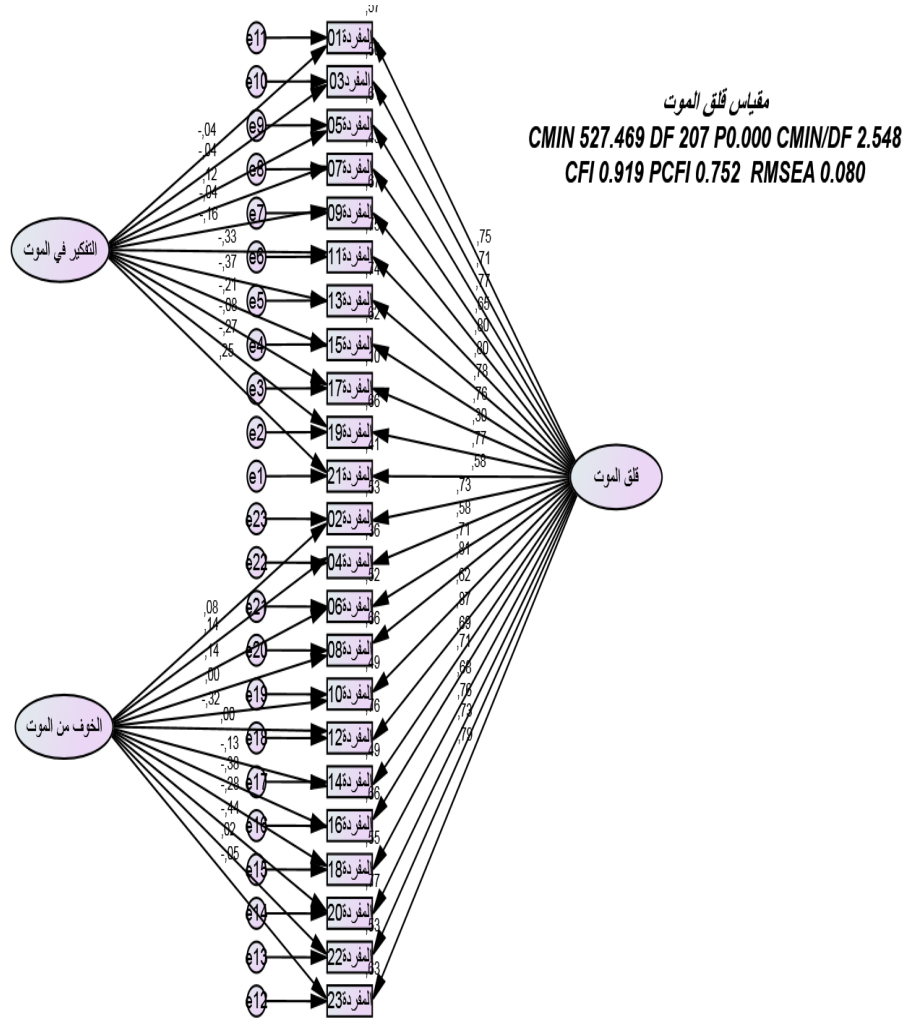 مقياس قلق الموت
CMIN 527.469 DF 207 P0.000 CMIN/DF 2.548
CFI 0.919 PCFI 0.752 RMSEA 0.080
التفكير في الموت
الخوف من الموت
قلق الموت
e11
المفردة01
e10
المفردة03
e9
المفردة05
e8
المفردة07
e7
المفردة09
e6
المفردة11
e5
المفردة13
e4
المفردة15
e3
المفردة17
e2
المفردة19
e1
المفردة21
e23
المفردة02
e22
المفردة04
e21
المفردة06
e20
المفردة08
e19
المفردة10
e18
المفردة12
e17
المفردة14
e16
المفردة16
e15
المفردة18
e14
المفردة20
e13
المفردة22
e12
المفردة23
-,04
-,04
,12
-,04
-,16
-,33
-,37
-,21
-,08
-,27
,25
,08
,14
,14
,00
-,32
,00
-,13
-,38
-,28
-,44
,02
-,05
,75
,71
,77
,65
,80
,80
,78
,76
,30
,77
,58
,73
,58
,71
,81
,62
,87
,69
,71
,68
,76
,73
,79